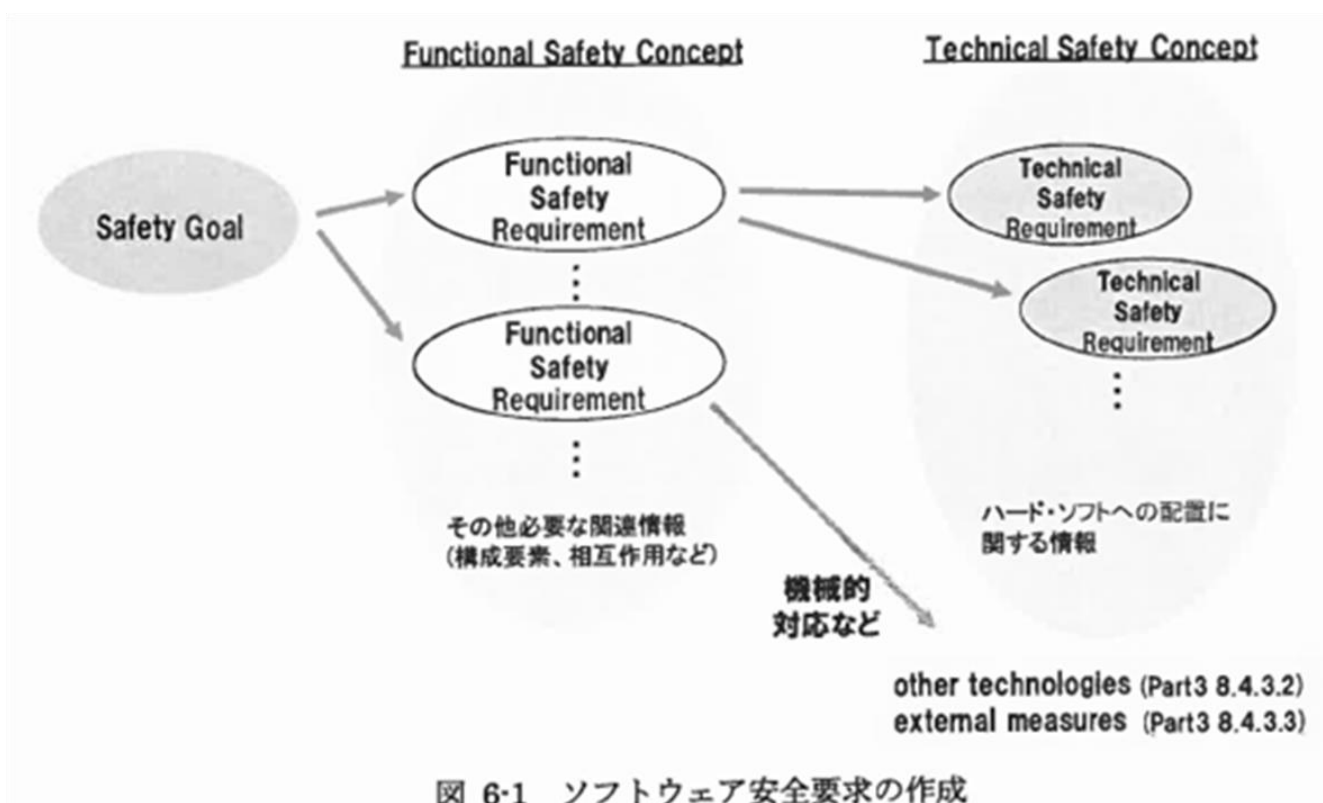 Functional Safety Concept
Technical Safety Concept
Safety Goal
Functional
Safety
Requirement
Functional
Safety
Requirement
その他必要な関連情報
(構成要素、相互作用など)
Technical
Safety
Requirement
Technical
Safety
Requirement
ハード・ソフトへの配置に
関する情報
機械的
対応など
other technologies (Part3 8.4.3.2)
external measures (Part3 8.4.3.3)
図 6-1 ソフトウェア安全要求の作成